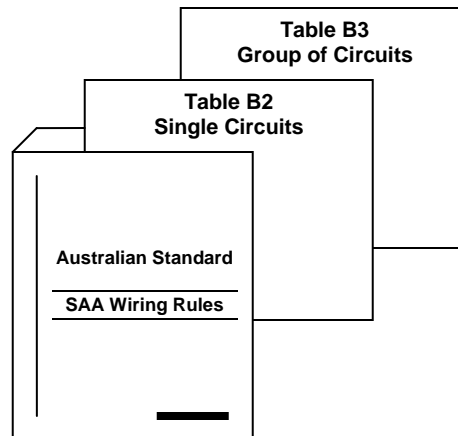 Table B3
Group of Circuits
Table B2
Single Circuits
Australian Standard
SAA Wiring Rules